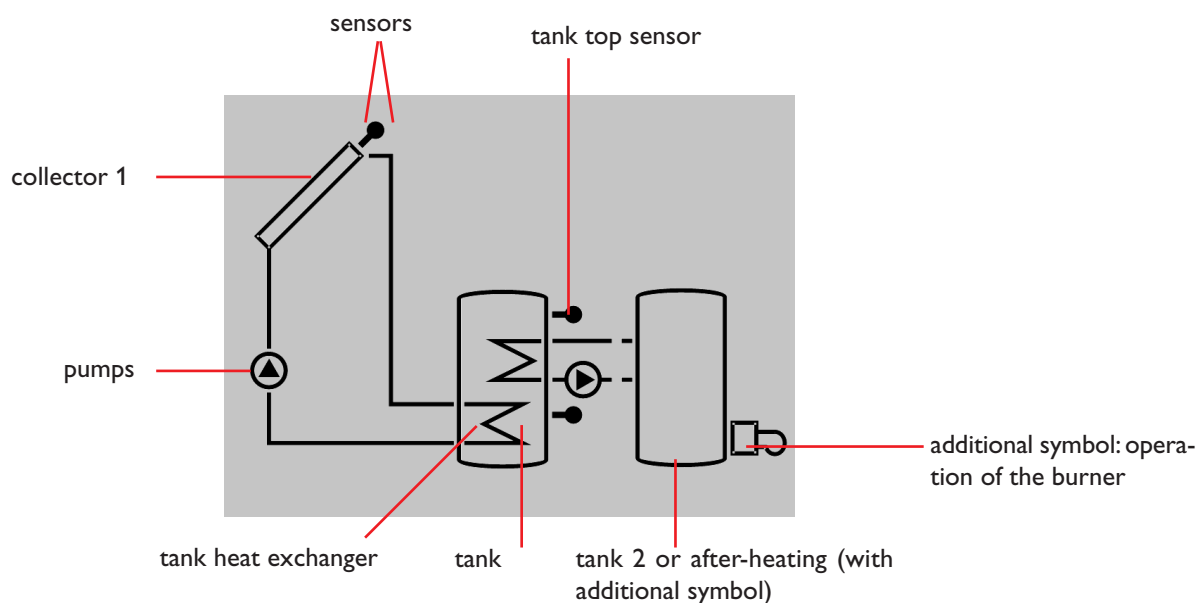 sensors
tank top sensor
collector 1
pumps
additional symbol: opera-
tion of the burner
tank heat exchanger
tank
tank 2 or after-heating (with
additional symbol)